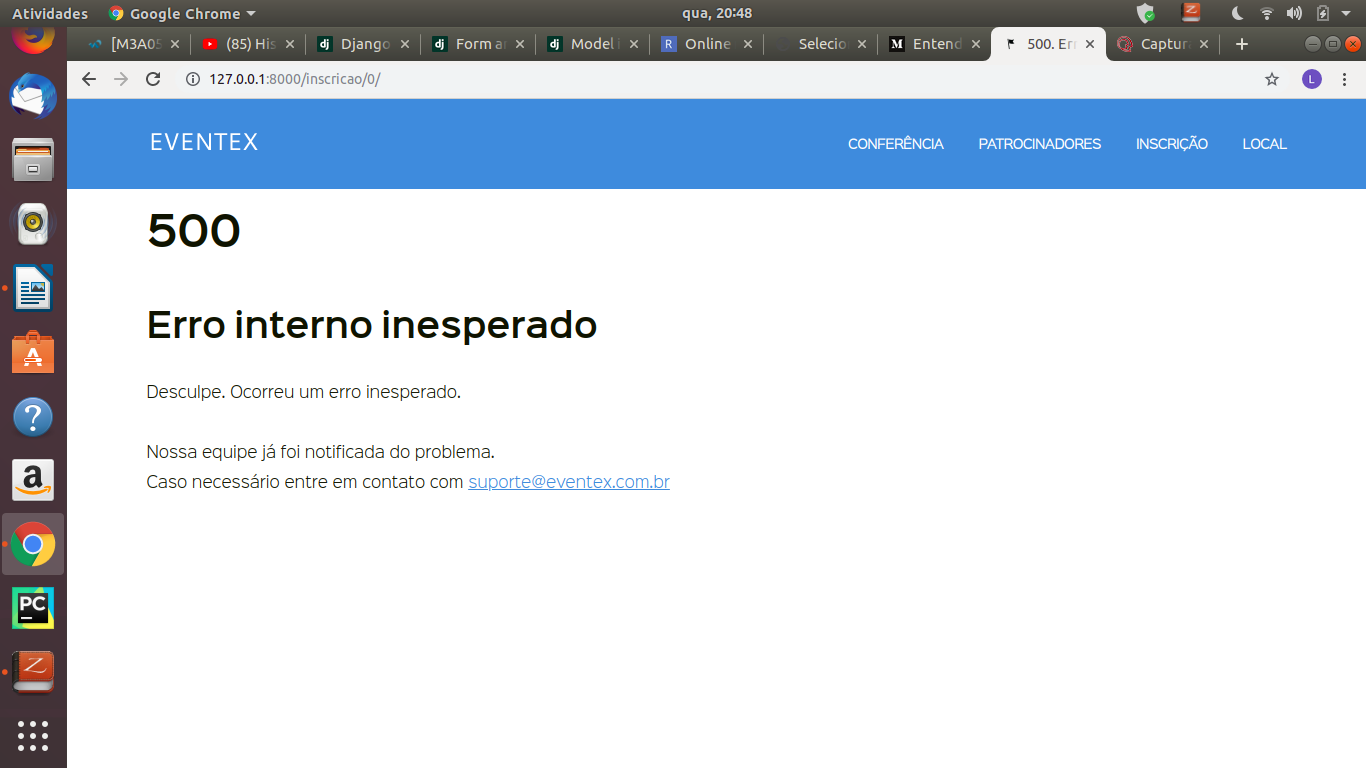 Atividades
Google Chrome
qua, 20:48
[M3A05
(85) His
Django
Form an
Model i
Online
Selecio
Entend
500. Err
Captura
127.0.0.1:8000/inscricao/0/
L
EVENTEX
CONFERÊNCIA
PATROCINADORES
INSCRIÇÃO
LOCAL
500
Erro interno inesperado
Desculpe. Ocorreu um erro inesperado.
Nossa equipe já foi notificada do problema.
Caso necessário entre em contato com suporte@eventex.com.br